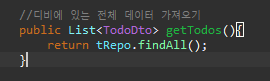 //디비에 있는 전체 데이터 가져오기
public List<TodoDto> getTodos(){
return tRepo.findAll();
}